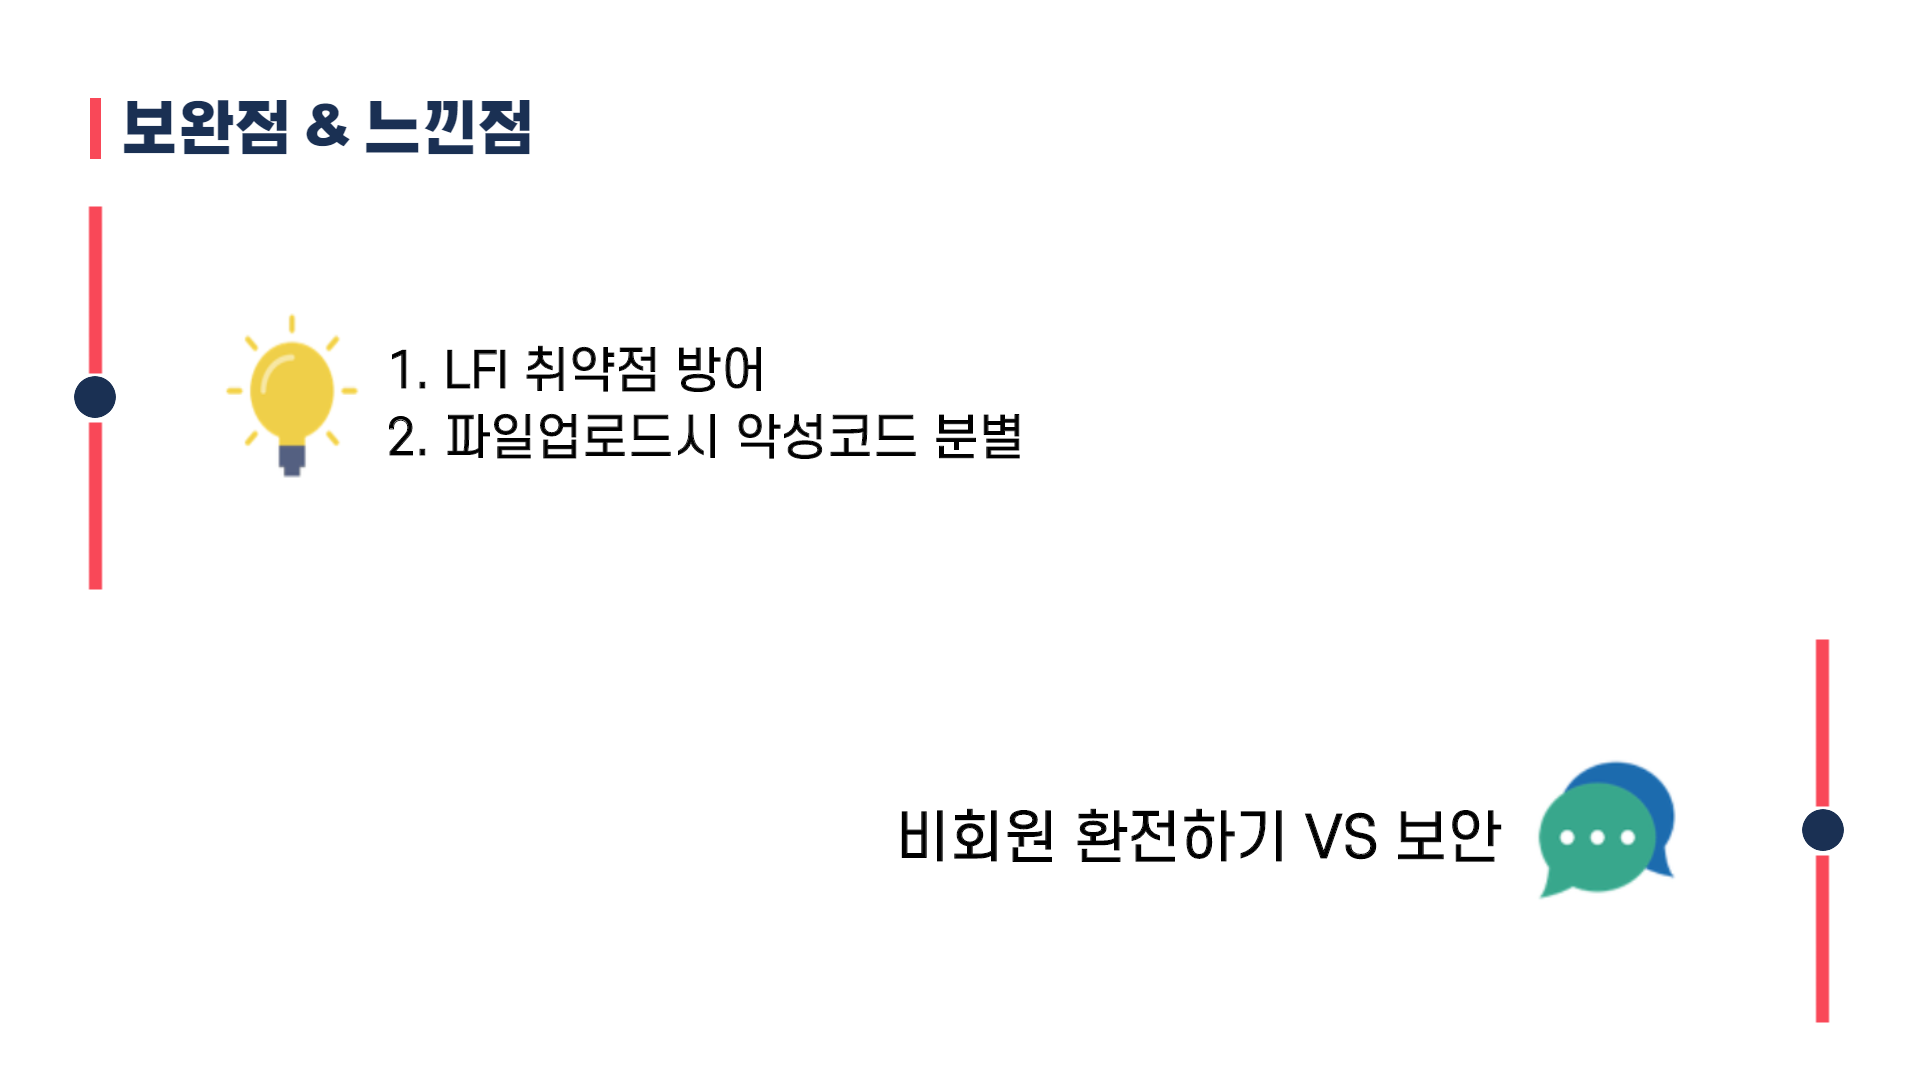 보완점 & 느낀점
1. LFI 취약점 방어
2. 파일업로드시 악성코드 분별
비회원 환전하기 VS 보안